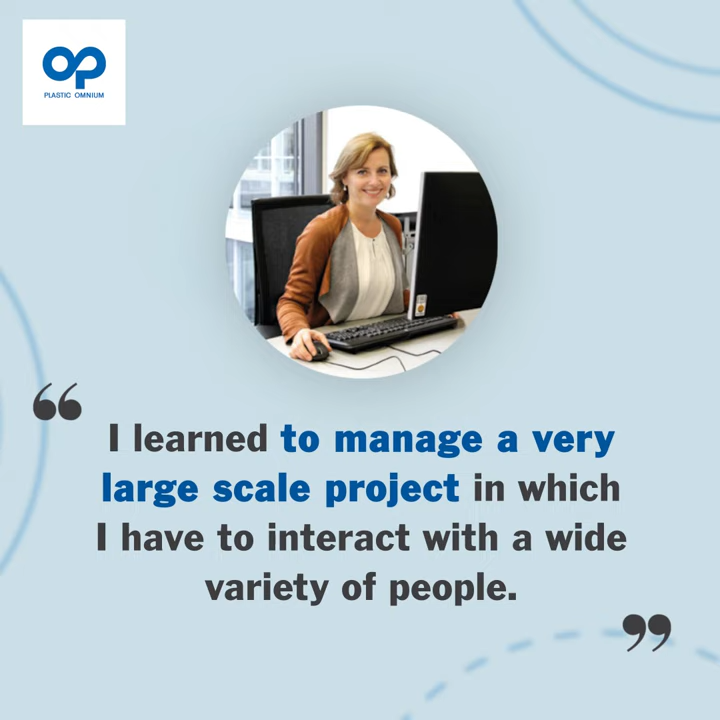 OP
PLASTIC OMNIUM
“
I learned to manage a very
large scale project in which
I have to interact with a wide
variety of people.
”